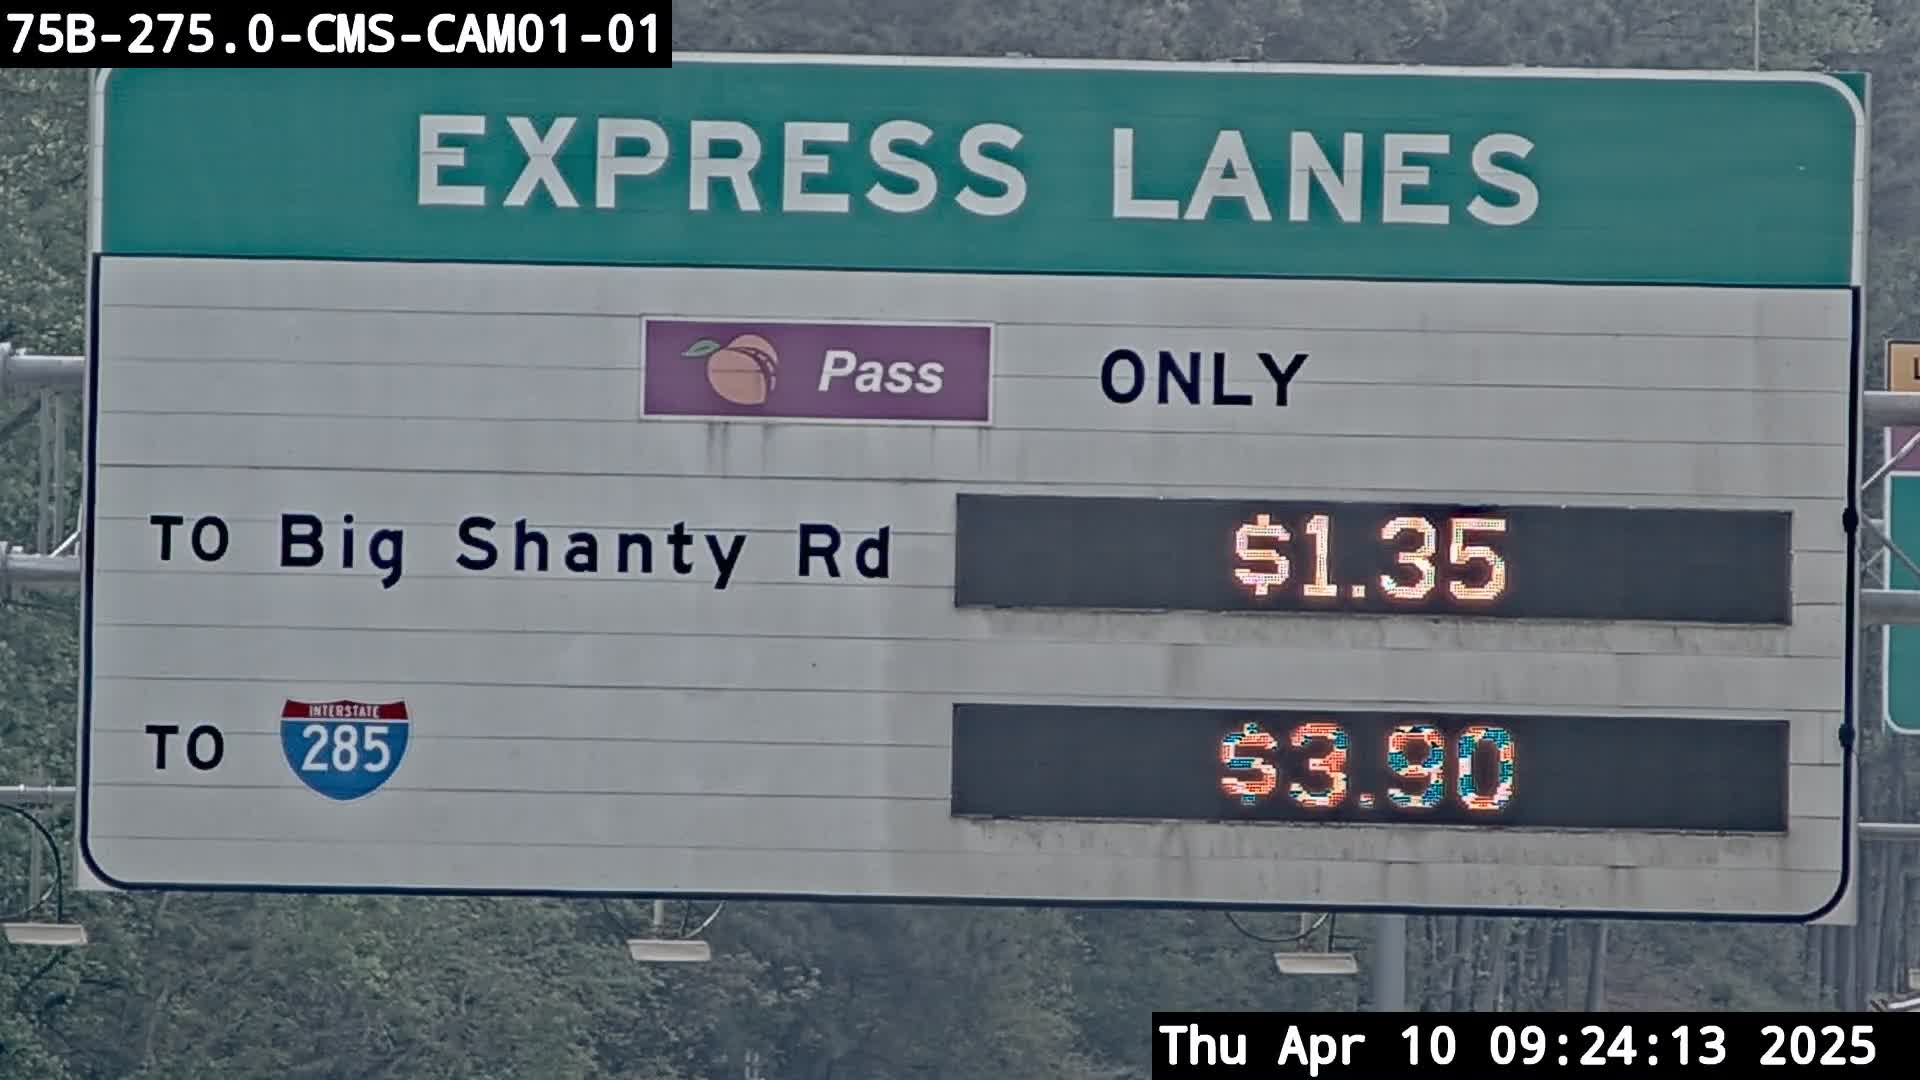 75B-275.0-CMS-CAM01-01
EXPRESS LANES
Pass ONLY
TO Big Shanty Rd $1.35
TO INTERSTATE 285 $3.90
Thu Apr 10 09:24:13 2025